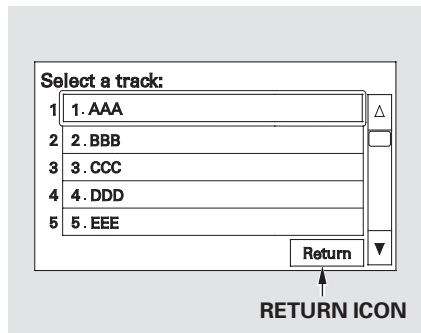 Select a track:
1 1. AAA
2 2. BBB
3 3. CCC
4 4. DDD
5 5. EEE
Return
RETURN ICON